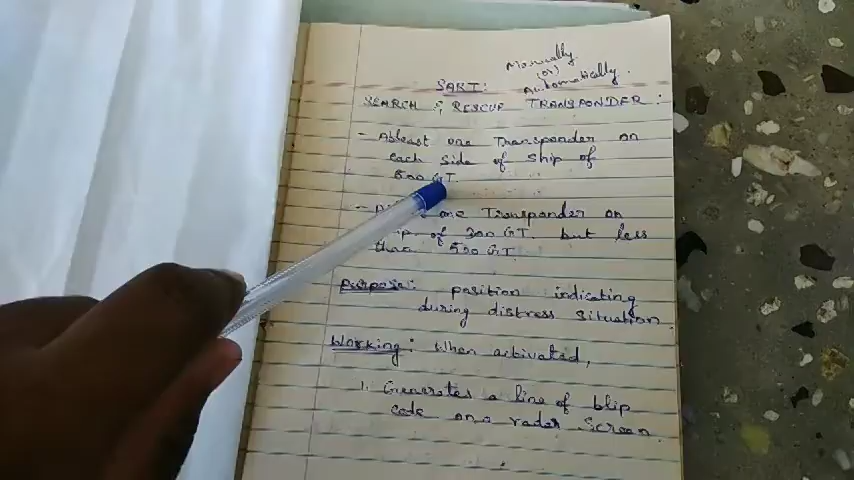 Manually
(or)
Automatically.
SART:
SEARCH & RESCUE TRANSPONDER:
- Atleast one Transponder on
each side of ship of
500 GT
- one Transponder on
of 300 GT but less
than 500 GT
Purpose: position indicating
during distress situation.
Working: When activated,
1. Generates a line of blip
code on a radar screen.